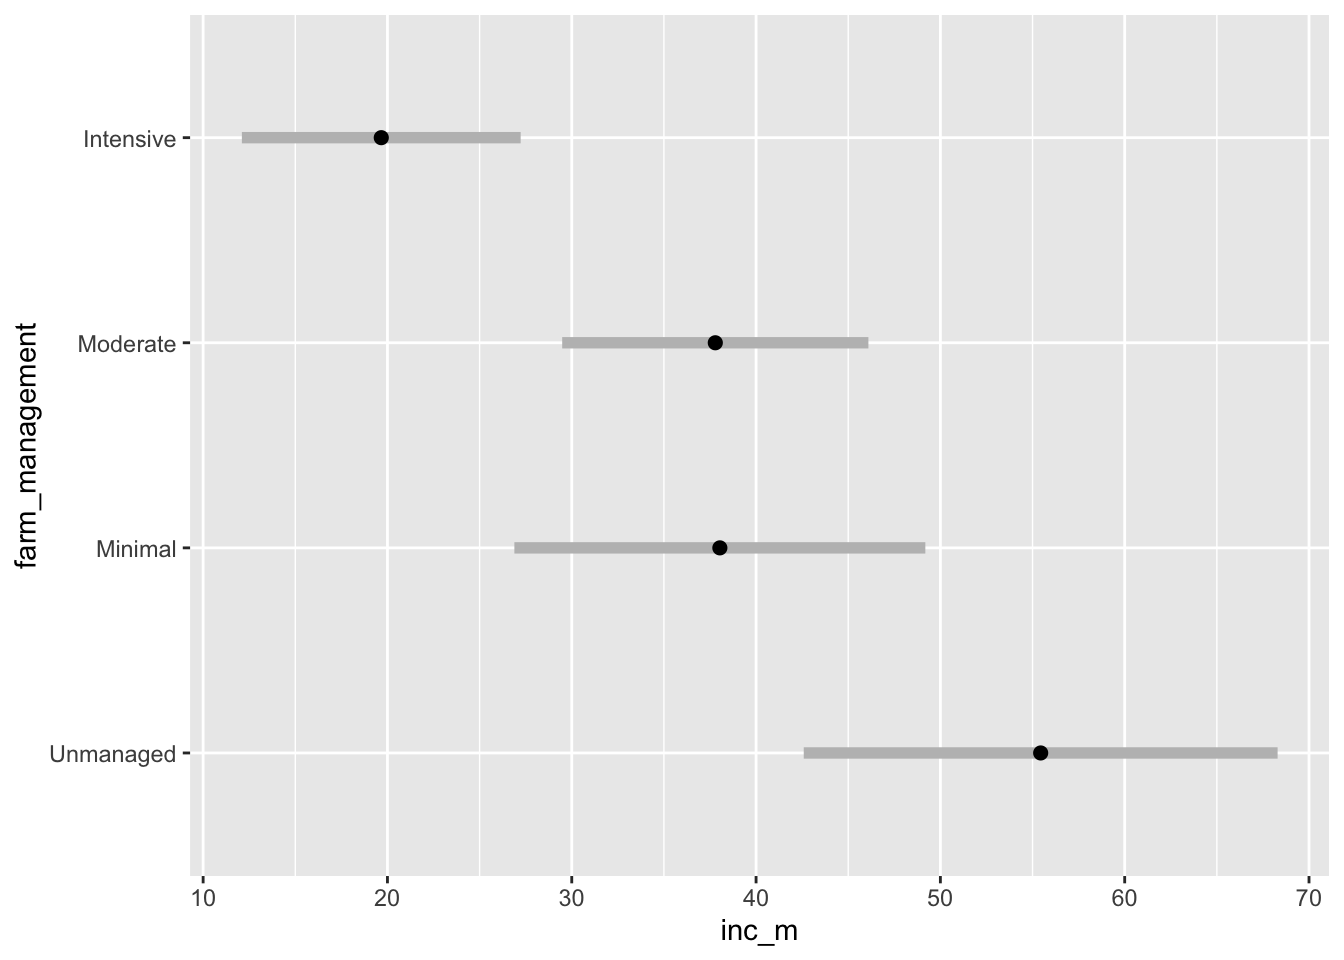 farm_management
Intensive
Moderate
Minimal
Unmanaged
10 20 30 40 50 60 70
inc_m